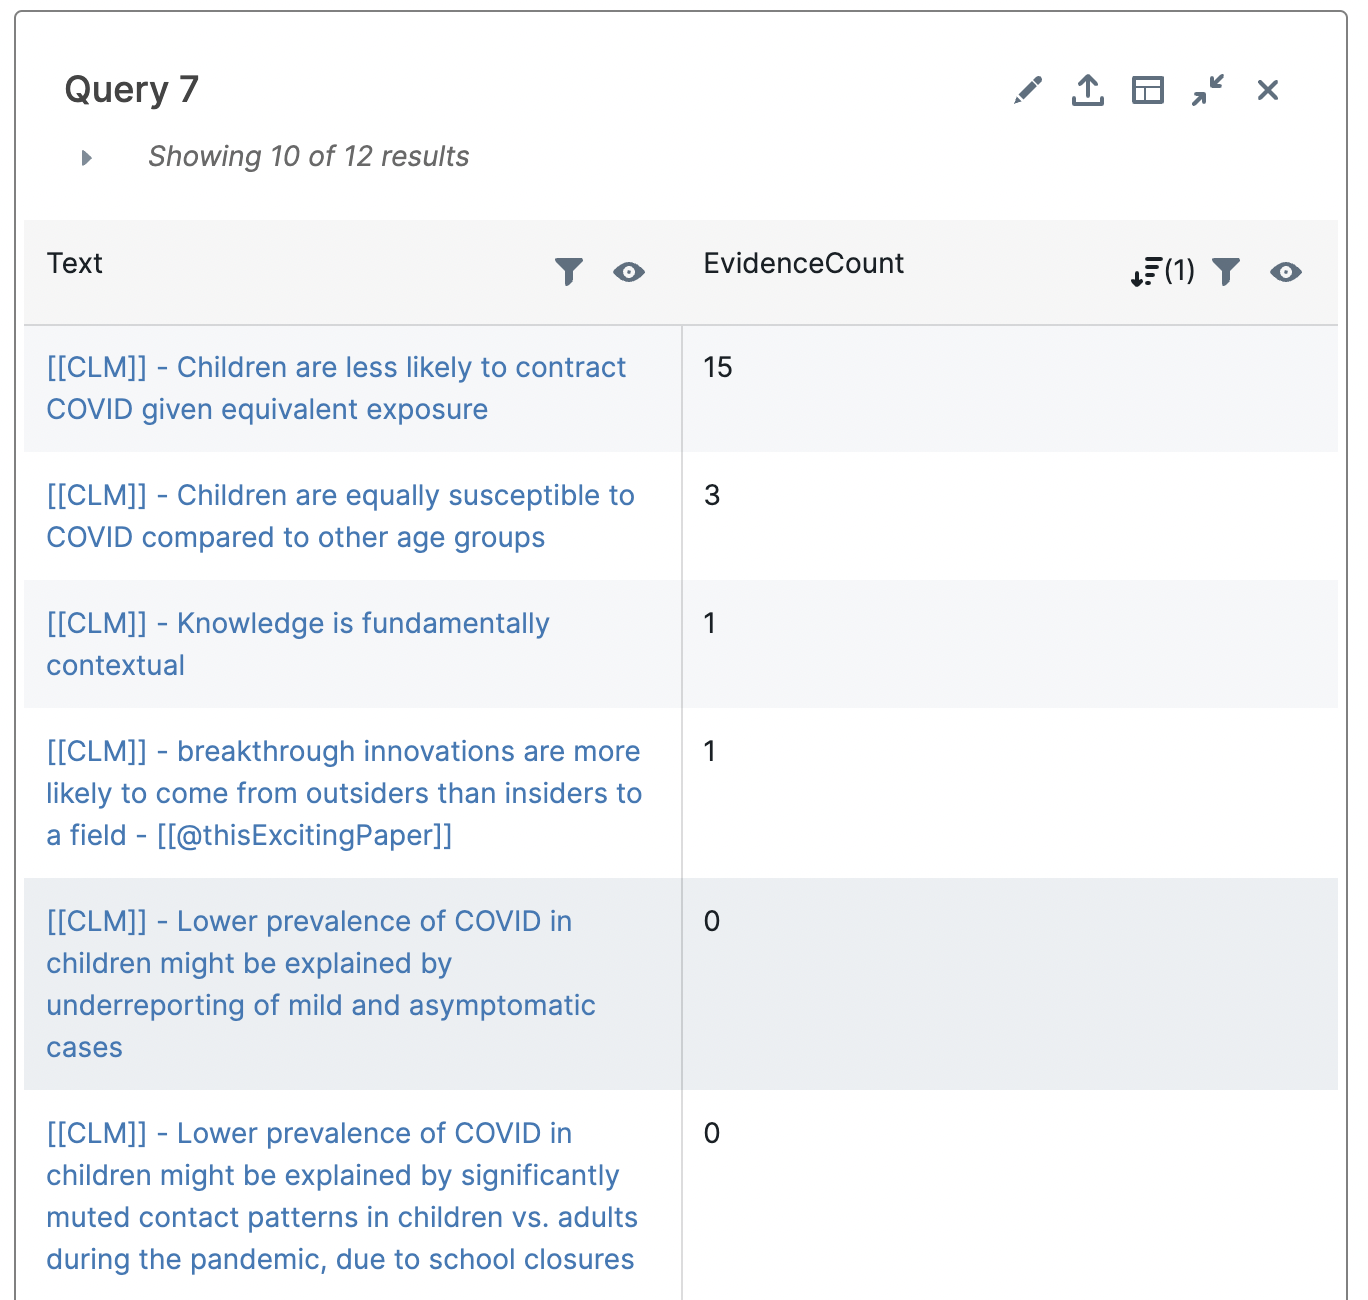 Query 7
Showing 10 of 12 results
Text
EvidenceCount
(1)
[[CLM]] - Children are less likely to contract
COVID given equivalent exposure
15
[[CLM]] - Children are equally susceptible to
COVID compared to other age groups
3
[[CLM]] - Knowledge is fundamentally
contextual
1
[[CLM]] - breakthrough innovations are more
likely to come from outsiders than insiders to
a field - [[@thisExcitingPaper]]
1
[[CLM]] - Lower prevalence of COVID in
children might be explained by
underreporting of mild and asymptomatic
cases
0
[[CLM]] - Lower prevalence of COVID in
children might be explained by significantly
muted contact patterns in children vs. adults
during the pandemic, due to school closures
0